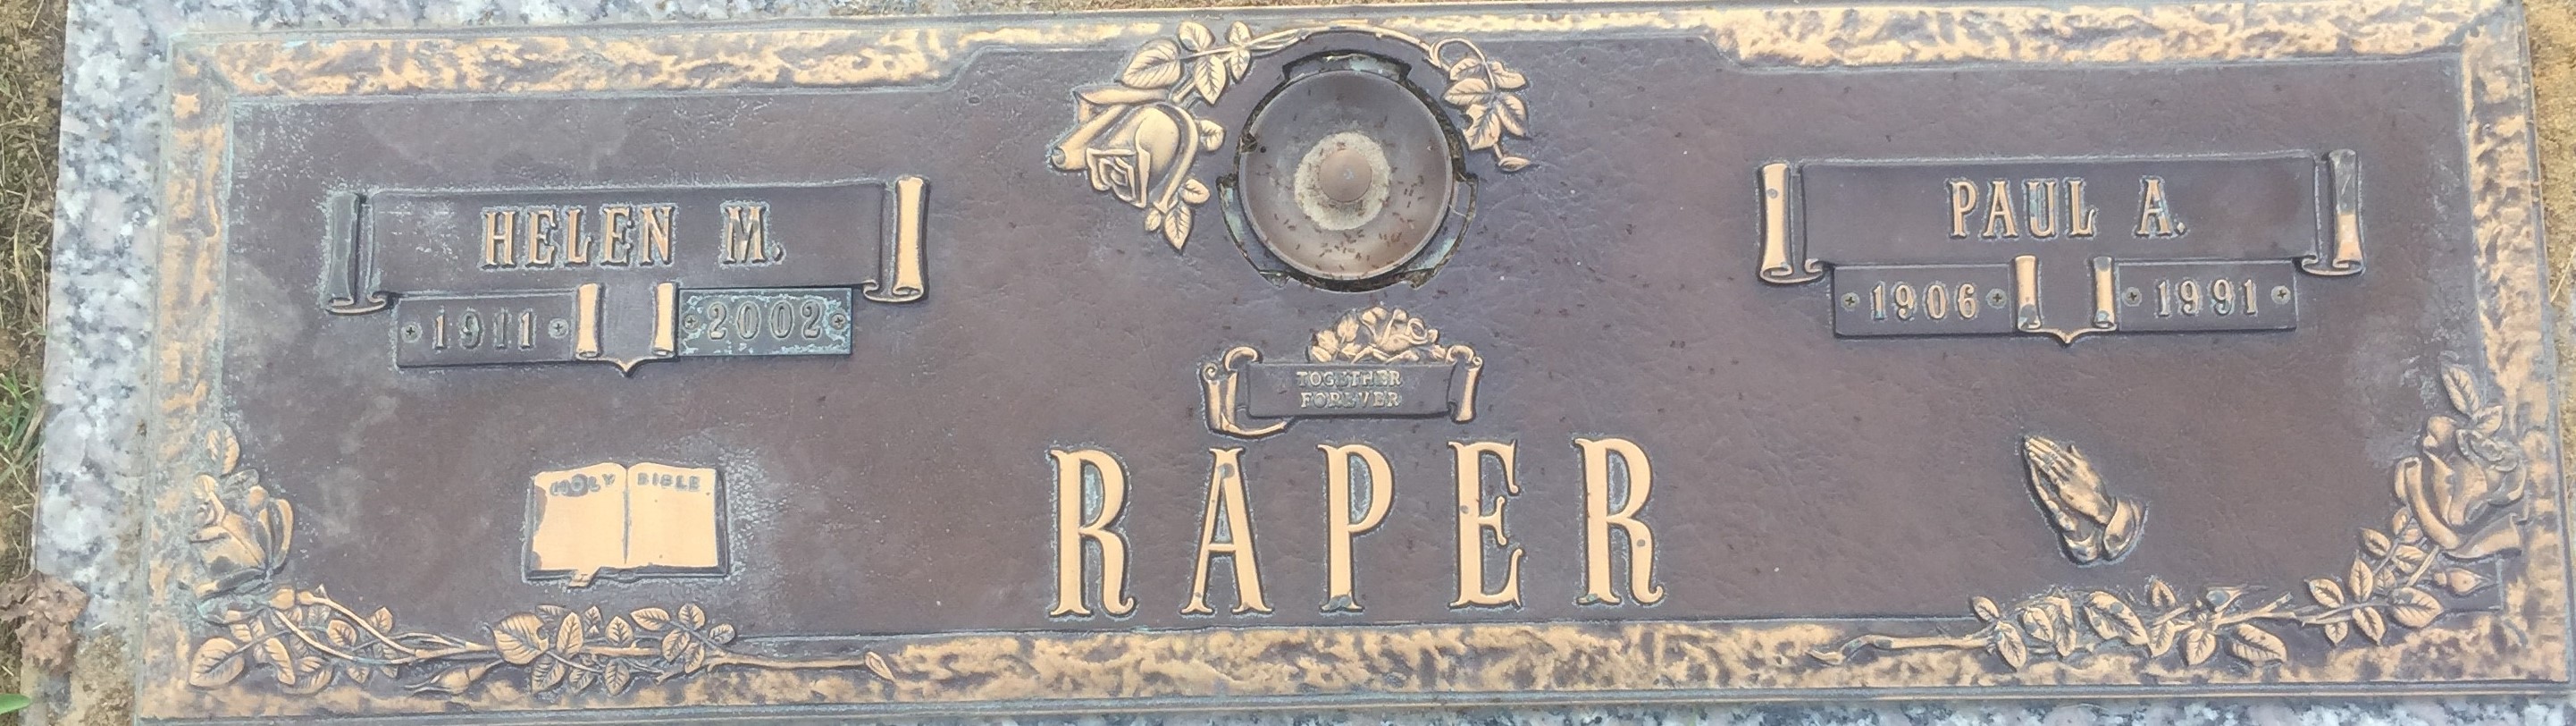 HELEN M.
1911 2002
PAUL A.
1906 1991
TOGETHER
FOREVER
HOLY BIBLE
RAPER